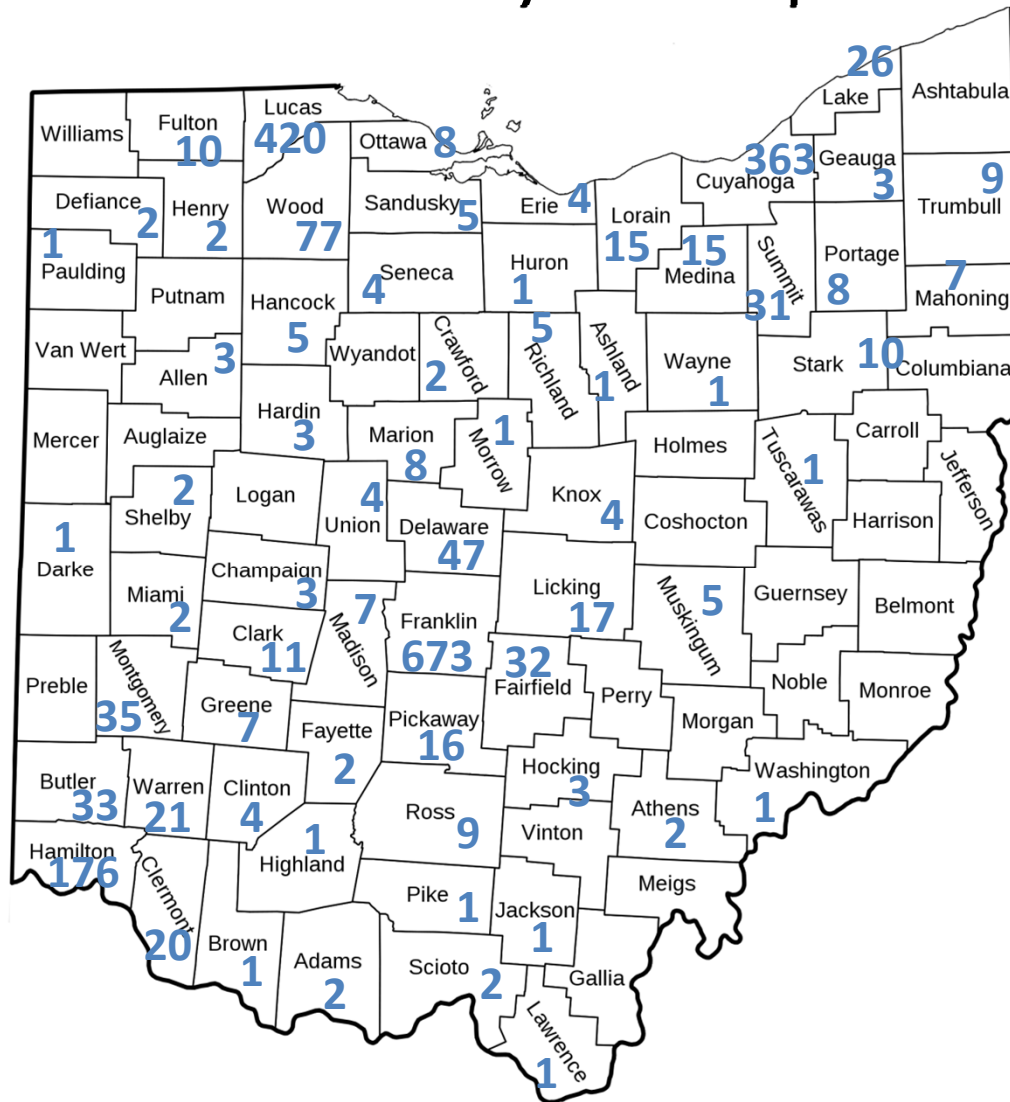 26
Lake
Ashtabula
Lucas
420
Williams
Fulton
10
Ottawa 8
363
Cuyahoga
Geauga
3
9
Trumbull
Defiance
2
Henry
2
Wood
77
Sandusky 5
Erie 4
Lorain
15
15
Medina
Summit
31
Portage
8
7
Mahoning
1
Paulding
Putnam
Hancock
5
Seneca
4
Huron
1
Van Wert
3
Allen
Wyandot
Crawford
2
5
Richland
Ashland
1
Wayne
1
Stark 10
Columbiana
Mercer
Auglaize
Hardin
3
Marion
8
1
Morrow
Holmes
Tuscarawas
1
Carroll
Jefferson
2
Shelby
Logan
4
Union
Delaware
47
Knox
4
Coshocton
Harrison
1
Darke
Miami
2
Champaign
3
Licking
17
Muskingum
5
Guernsey
Belmont
Clark
11
7
Madison
Franklin
673
32
Fairfield
Perry
Noble
Monroe
Preble
Montgomery
35
Greene
7
Fayette
2
Pickaway
16
Morgan
Butler
33
Warren
21
Clinton
4
Hocking
3
Washington
1
Athens
2
Ross
9
Vinton
Hamilton
176
Clermont
20
1
Highland
Pike 1
Jackson
1
Meigs
Brown
1
Adams
2
Scioto
2
Gallia
Lawrence
1